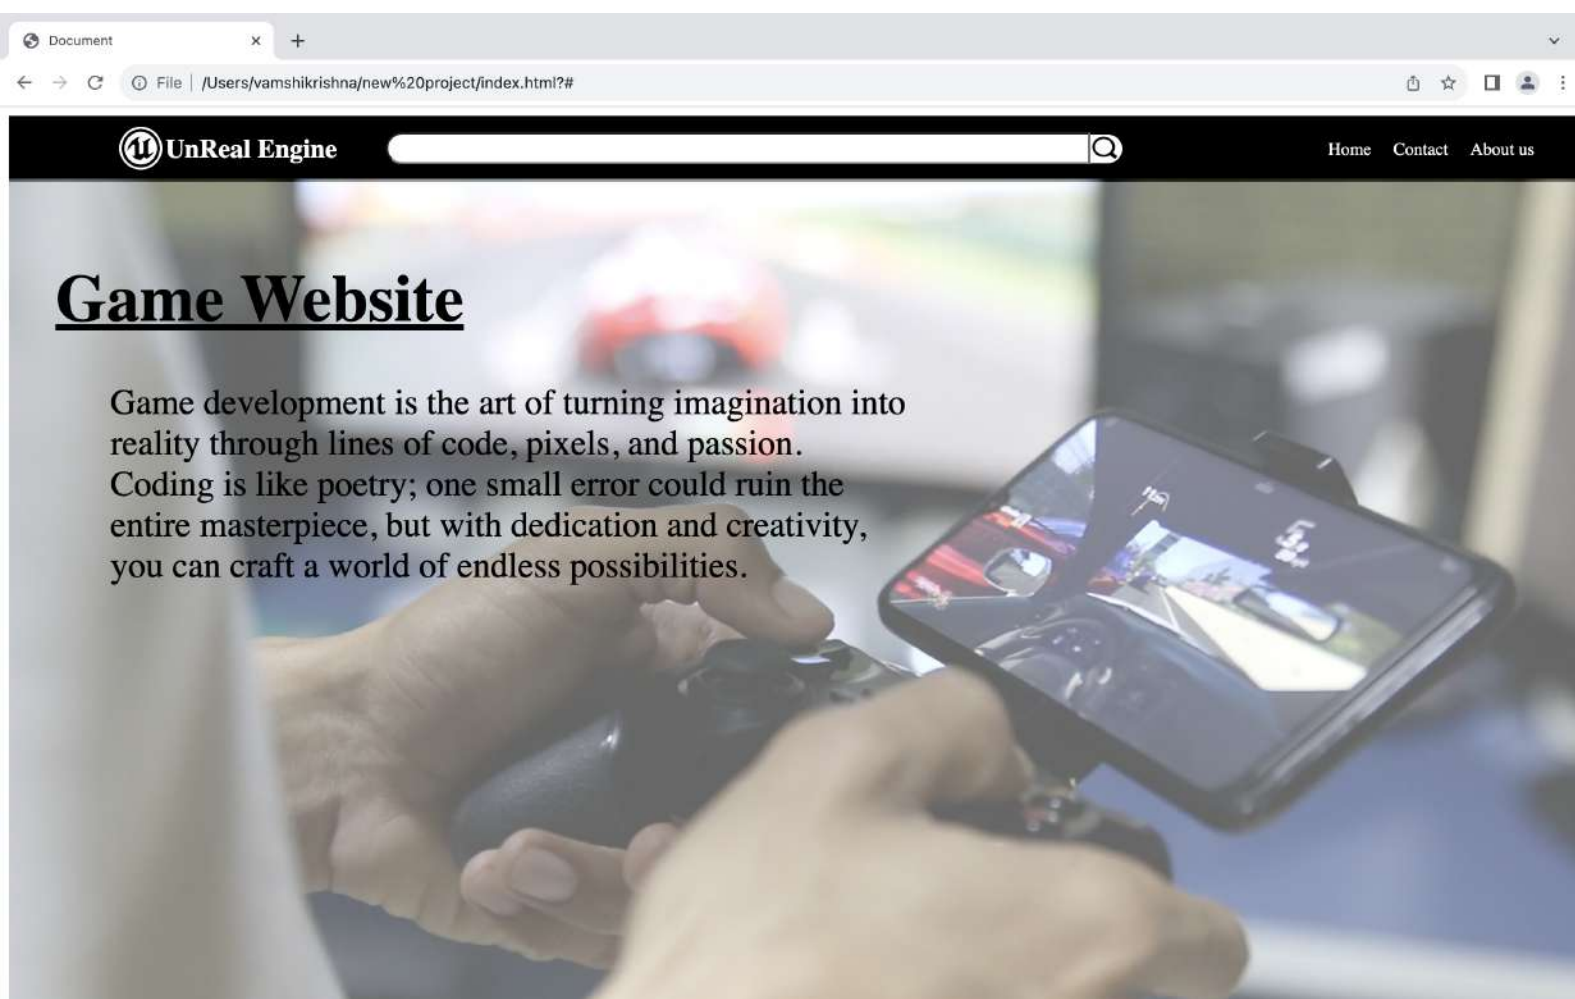 Document
File
/Users/vamshikrishna/new%20project/index.html?#
UnReal Engine
Home Contact About us
Game Website
Game development is the art of turning imagination into
reality through lines of code, pixels, and passion.
Coding is like poetry; one small error could ruin the
entire masterpiece, but with dedication and creativity,
you can craft a world of endless possibilities.